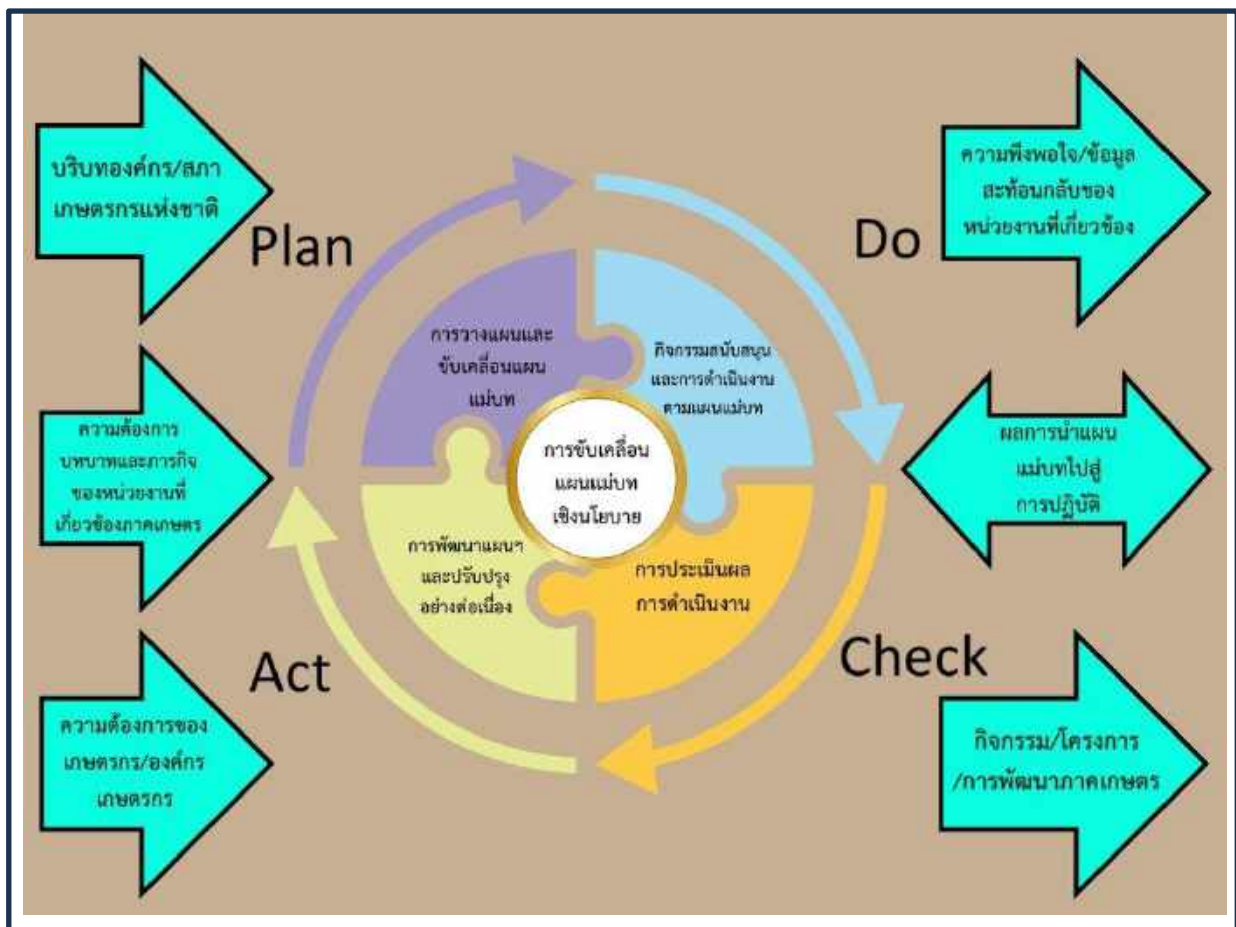 บริบทองค์กร/สภา
เกษตรกรแห่งชาติ
Plan
ความต้องการ
บทบาทและภารกิจ
ของหน่วยงานที่
เกี่ยวข้องภาคเกษตร
ความต้องการของ
เกษตรกร/องค์กร
เกษตรกร
Act
การวางแผนและ
ขับเคลื่อนแผน
แม่บท
กิจกรรมสนับสนุน
และการดำเนินงาน
ตามแผนแม่บท
การขับเคลื่อน
แผนแม่บท
เชิงนโยบาย
การพัฒนาแผนฯ
และปรับปรุง
อย่างต่อเนื่อง
การประเมินผล
การดำเนินงาน
Do
ความพึงพอใจ/ข้อมูล
สะท้อนกลับของ
หน่วยงานที่เกี่ยวข้อง
ผลการนำแผน
แม่บทไปสู่
การปฏิบัติ
Check
กิจกรรม/โครงการ
/การพัฒนาภาคเกษตร